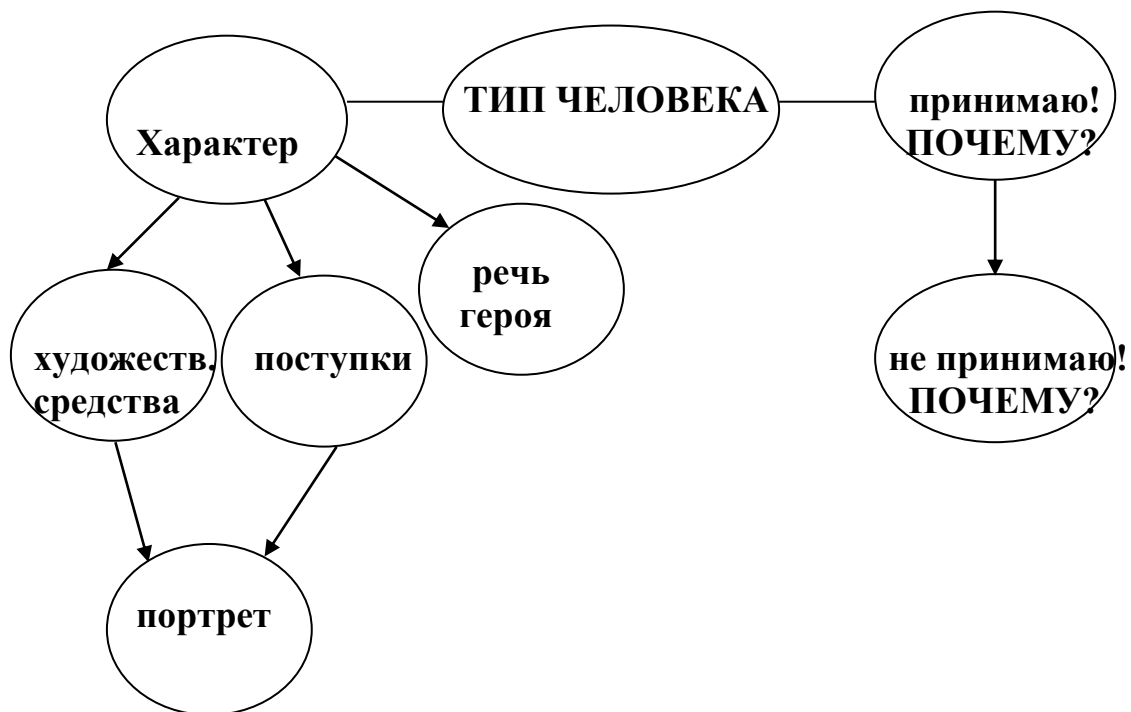 Характер
ТИП ЧЕЛОВЕКА
принимаю!
ПОЧЕМУ?
художеств.
средства
поступки
речь
героя
не принимаю!
ПОЧЕМУ?
портрет